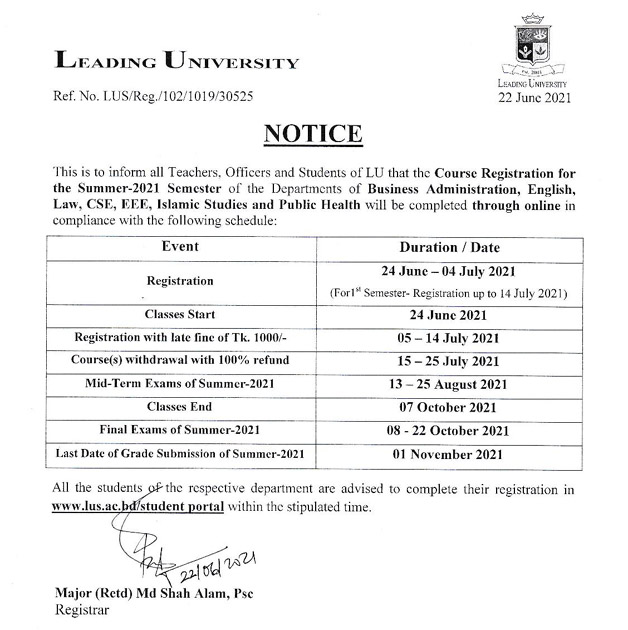 LEADING UNIVERSITY
EST. 2001
LEADING UNIVERSITY
Ref. No. LUS/Reg./102/1019/30525
22 June 2021
NOTICE
This is to inform all Teachers, Officers and Students of LU that the Course Registration for
the Summer-2021 Semester of the Departments of Business Administration, English,
Law, CSE, EEE, Islamic Studies and Public Health will be completed through online in
compliance with the following schedule:
Event Duration / Date
Registration 24 June – 04 July 2021
(For1st Semester- Registration up to 14 July 2021)
Classes Start 24 June 2021
Registration with late fine of Tk. 1000/- 05 – 14 July 2021
Course(s) withdrawal with 100% refund 15 – 25 July 2021
Mid-Term Exams of Summer-2021 13 – 25 August 2021
Classes End 07 October 2021
Final Exams of Summer-2021 08 - 22 October 2021
Last Date of Grade Submission of Summer-2021 01 November 2021
All the students of the respective department are advised to complete their registration in
www.lus.ac.bd/student portal within the stipulated time.
22/06/2021
Major (Retd) Md Shah Alam, Psc
Registrar